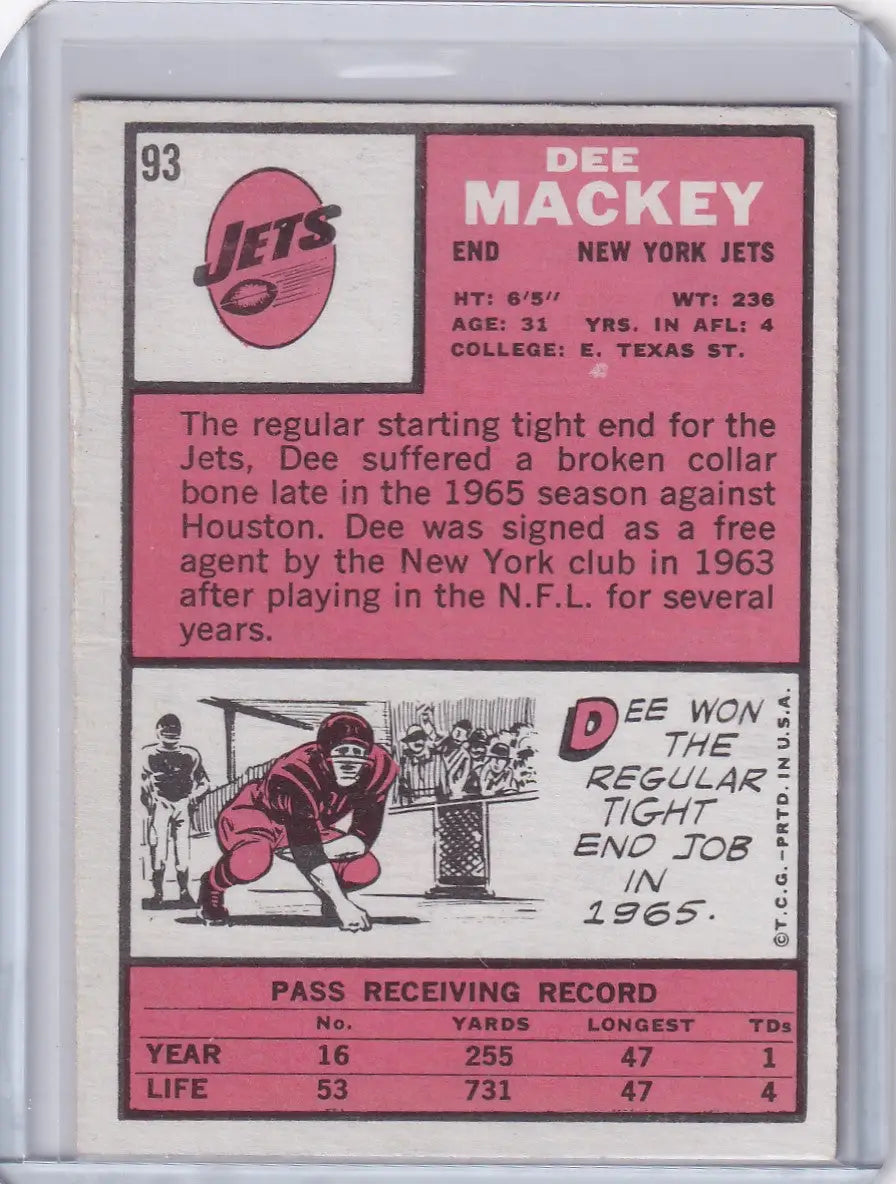 93
JETS
DEE
MACKEY
END NEW YORK JETS
HT: 6'5" WT: 236
AGE: 31 YRS. IN AFL: 4
COLLEGE: E. TEXAS ST.
The regular starting tight end for the
Jets, Dee suffered a broken collar
bone late in the 1965 season against
Houston. Dee was signed as a free
agent by the New York club in 1963
after playing in the N.F.L. for several
years.
DEE WON
THE
REGULAR
TIGHT
END JOB
IN
1965.
©T.C.G.—PRTD. IN U.S.A.
PASS RECEIVING RECORD
No. YARDS LONGEST TDs
YEAR 16 255 47 1
LIFE 53 731 47 4